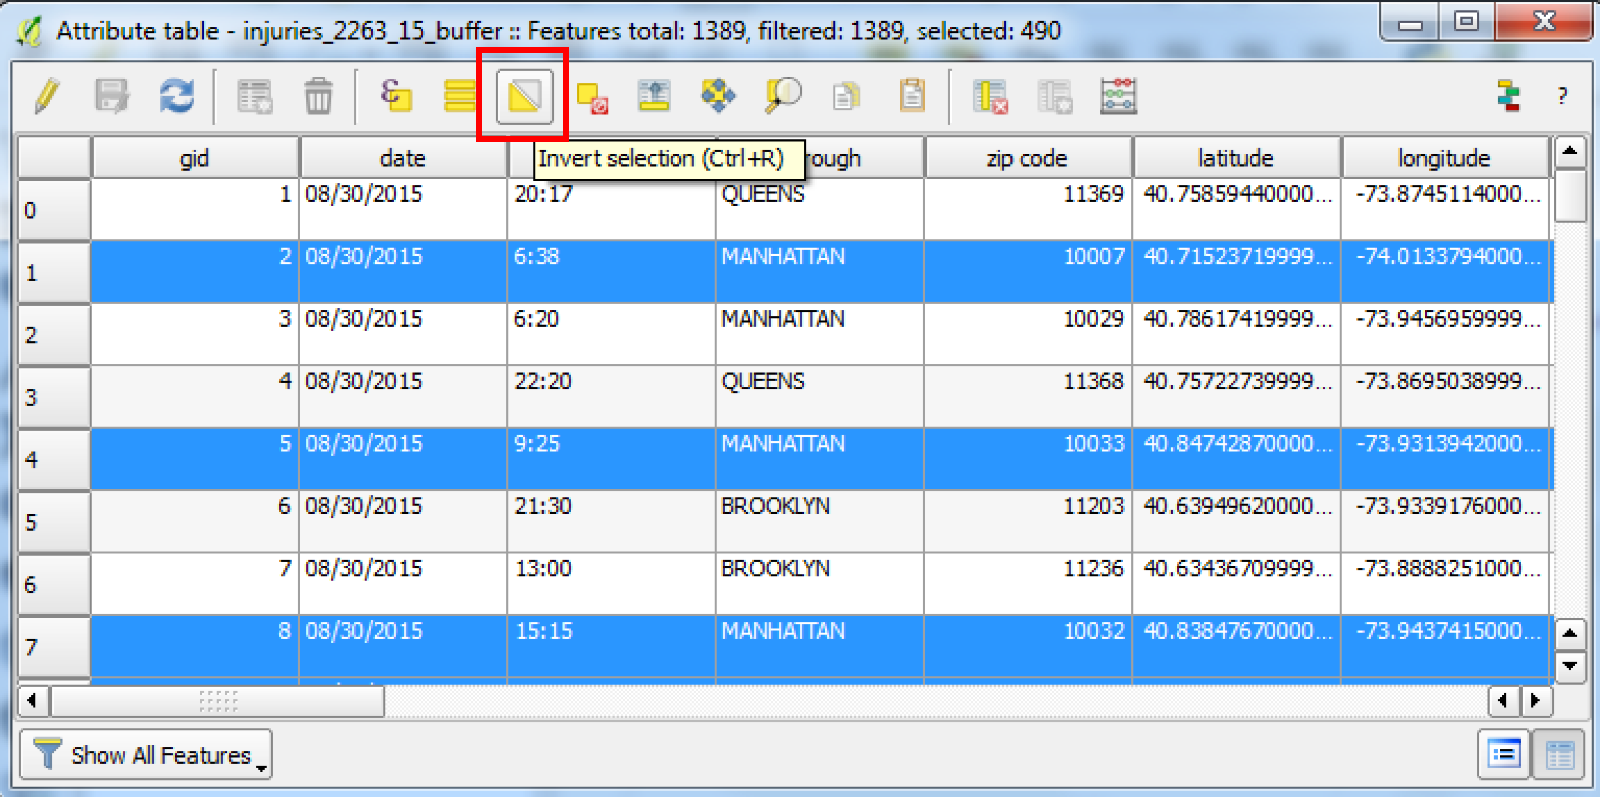 Attribute table - injuries_2263_15_buffer :: Features total: 1389, filtered: 1389, selected: 490
ε
?
Invert selection (Ctrl+R)
gid date rough zip code latitude longitude
0 1 08/30/2015 20:17 QUEENS 11369 40.75859440000... -73.8745114000...
1 2 08/30/2015 6:38 MANHATTAN 10007 40.71523719999... -74.0133794000...
2 3 08/30/2015 6:20 MANHATTAN 10029 40.78617419999... -73.9456959999...
3 4 08/30/2015 22:20 QUEENS 11368 40.75722739999... -73.8695038999...
4 5 08/30/2015 9:25 MANHATTAN 10033 40.84742870000... -73.9313942000...
5 6 08/30/2015 21:30 BROOKLYN 11203 40.63949620000... -73.9339176000...
6 7 08/30/2015 13:00 BROOKLYN 11236 40.63436709999... -73.8888251000...
7 8 08/30/2015 15:15 MANHATTAN 10032 40.83847670000... -73.9437415000...
Show All Features